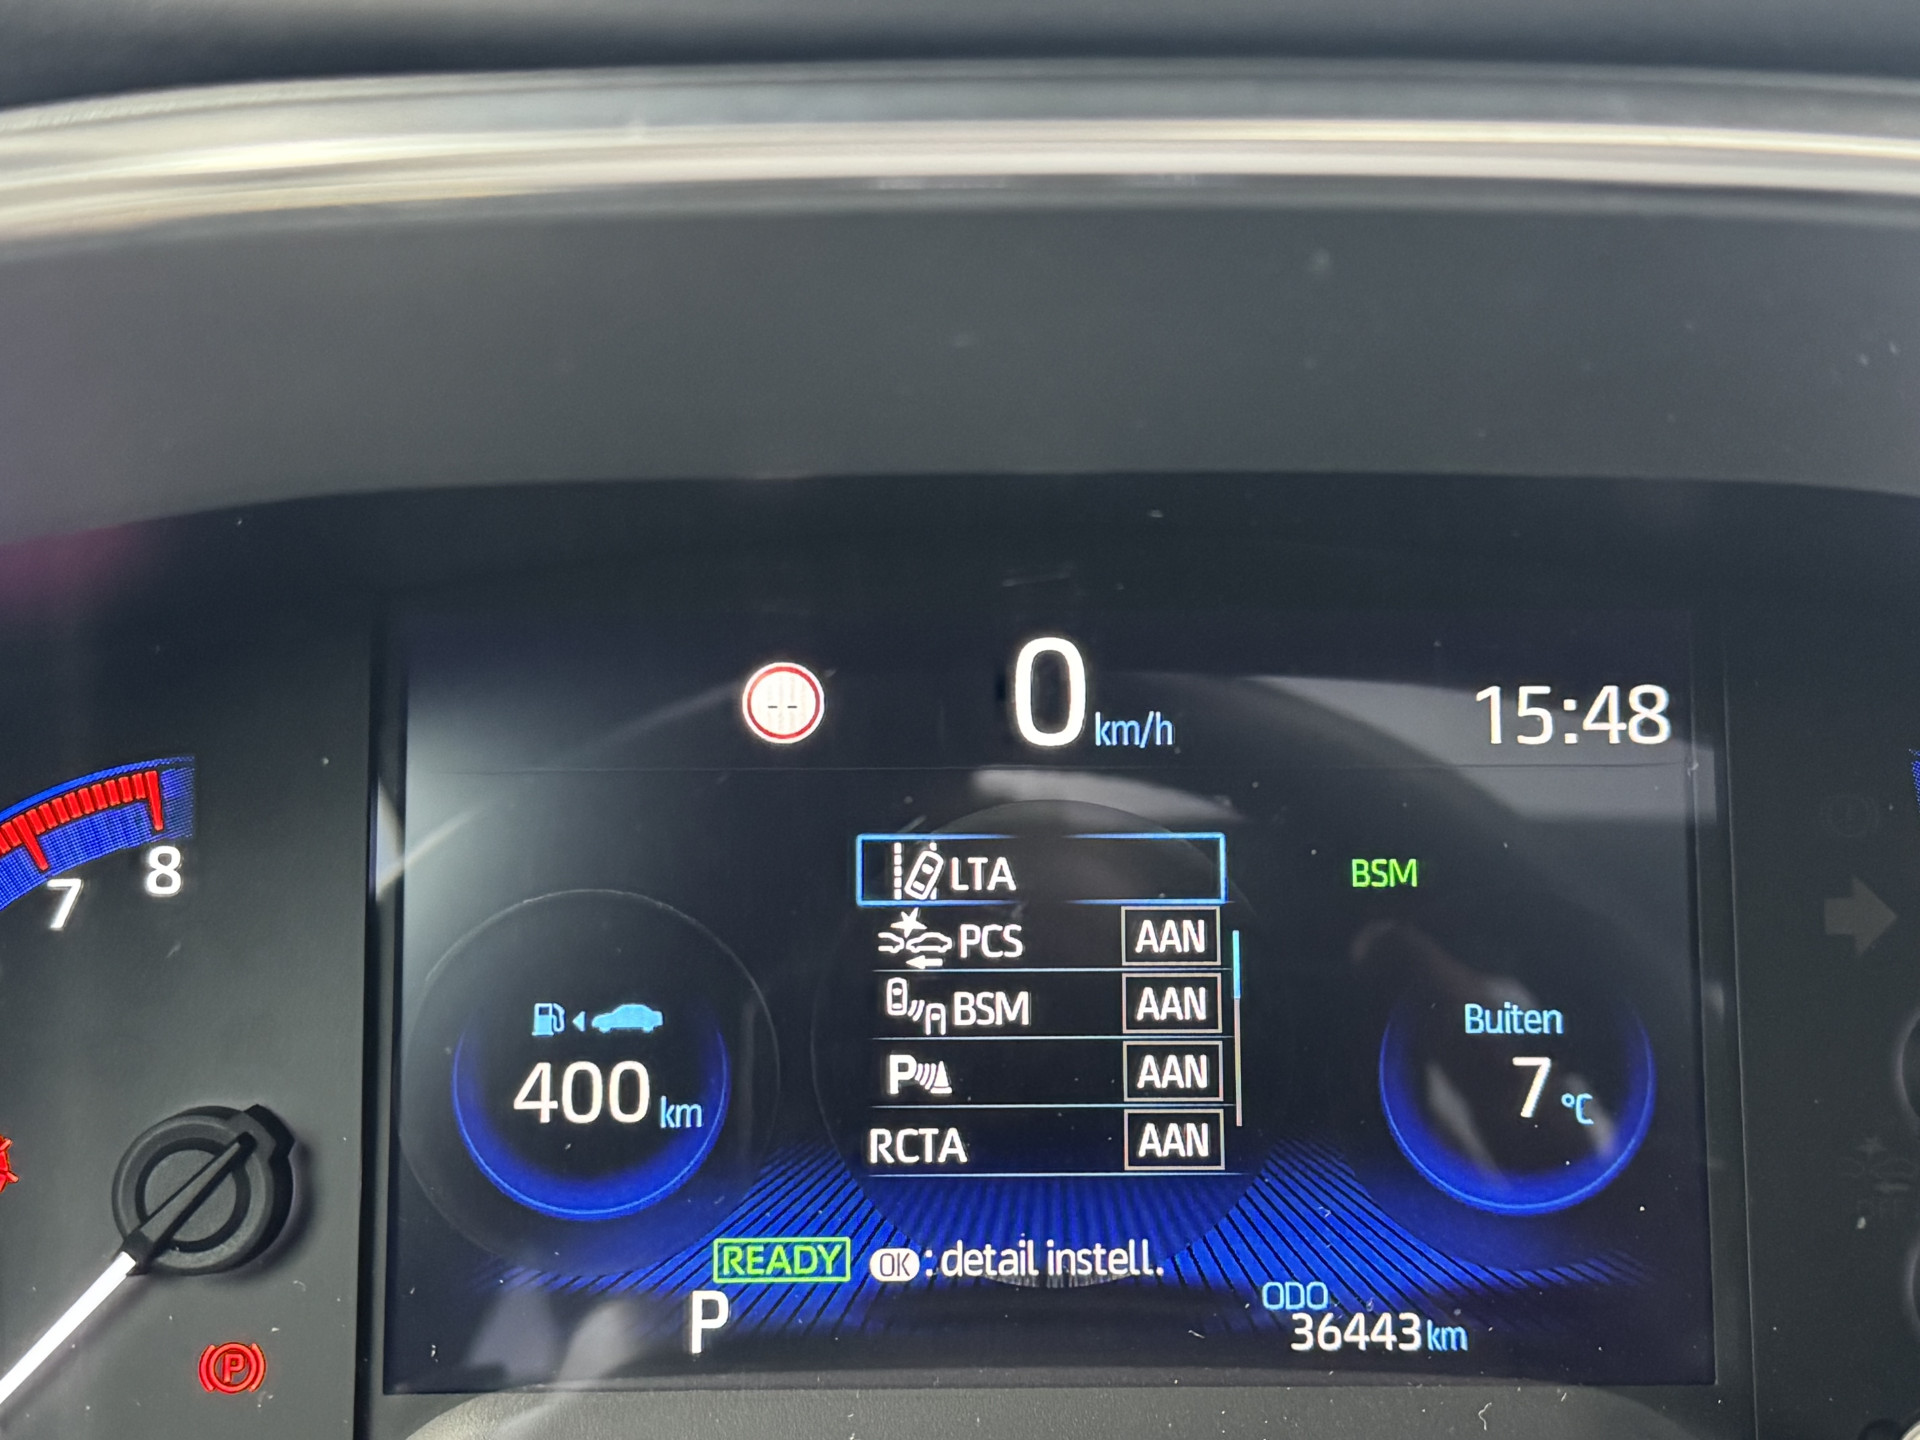 0 km/h
15:48
7
8
LTA
BSM
PCS AAN
BSM AAN
P AAN
RCTA AAN
400 km
Buiten
7 °C
READY OK : detail instell.
P
ODO
36443 km
P